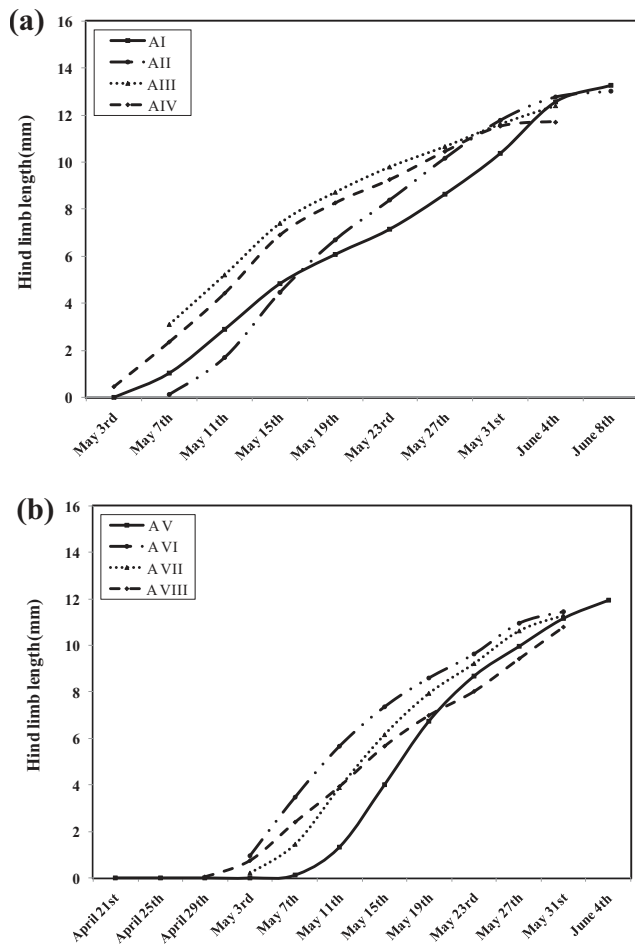 (a)
16
14
12
10
8
6
4
2
0
Hind limb length(mm)
AI
AII
AIII
AIV
May 3rd
May 7th
May 11th
May 15th
May 19th
May 23rd
May 27th
May 31st
June 4th
June 8th
(b)
16
14
12
10
8
6
4
2
0
Hind limb length(mm)
A V
A VI
A VII
A VIII
April 21st
April 25th
April 29th
May 3rd
May 7th
May 11th
May 15th
May 19th
May 23rd
May 27th
May 31st
June 4th